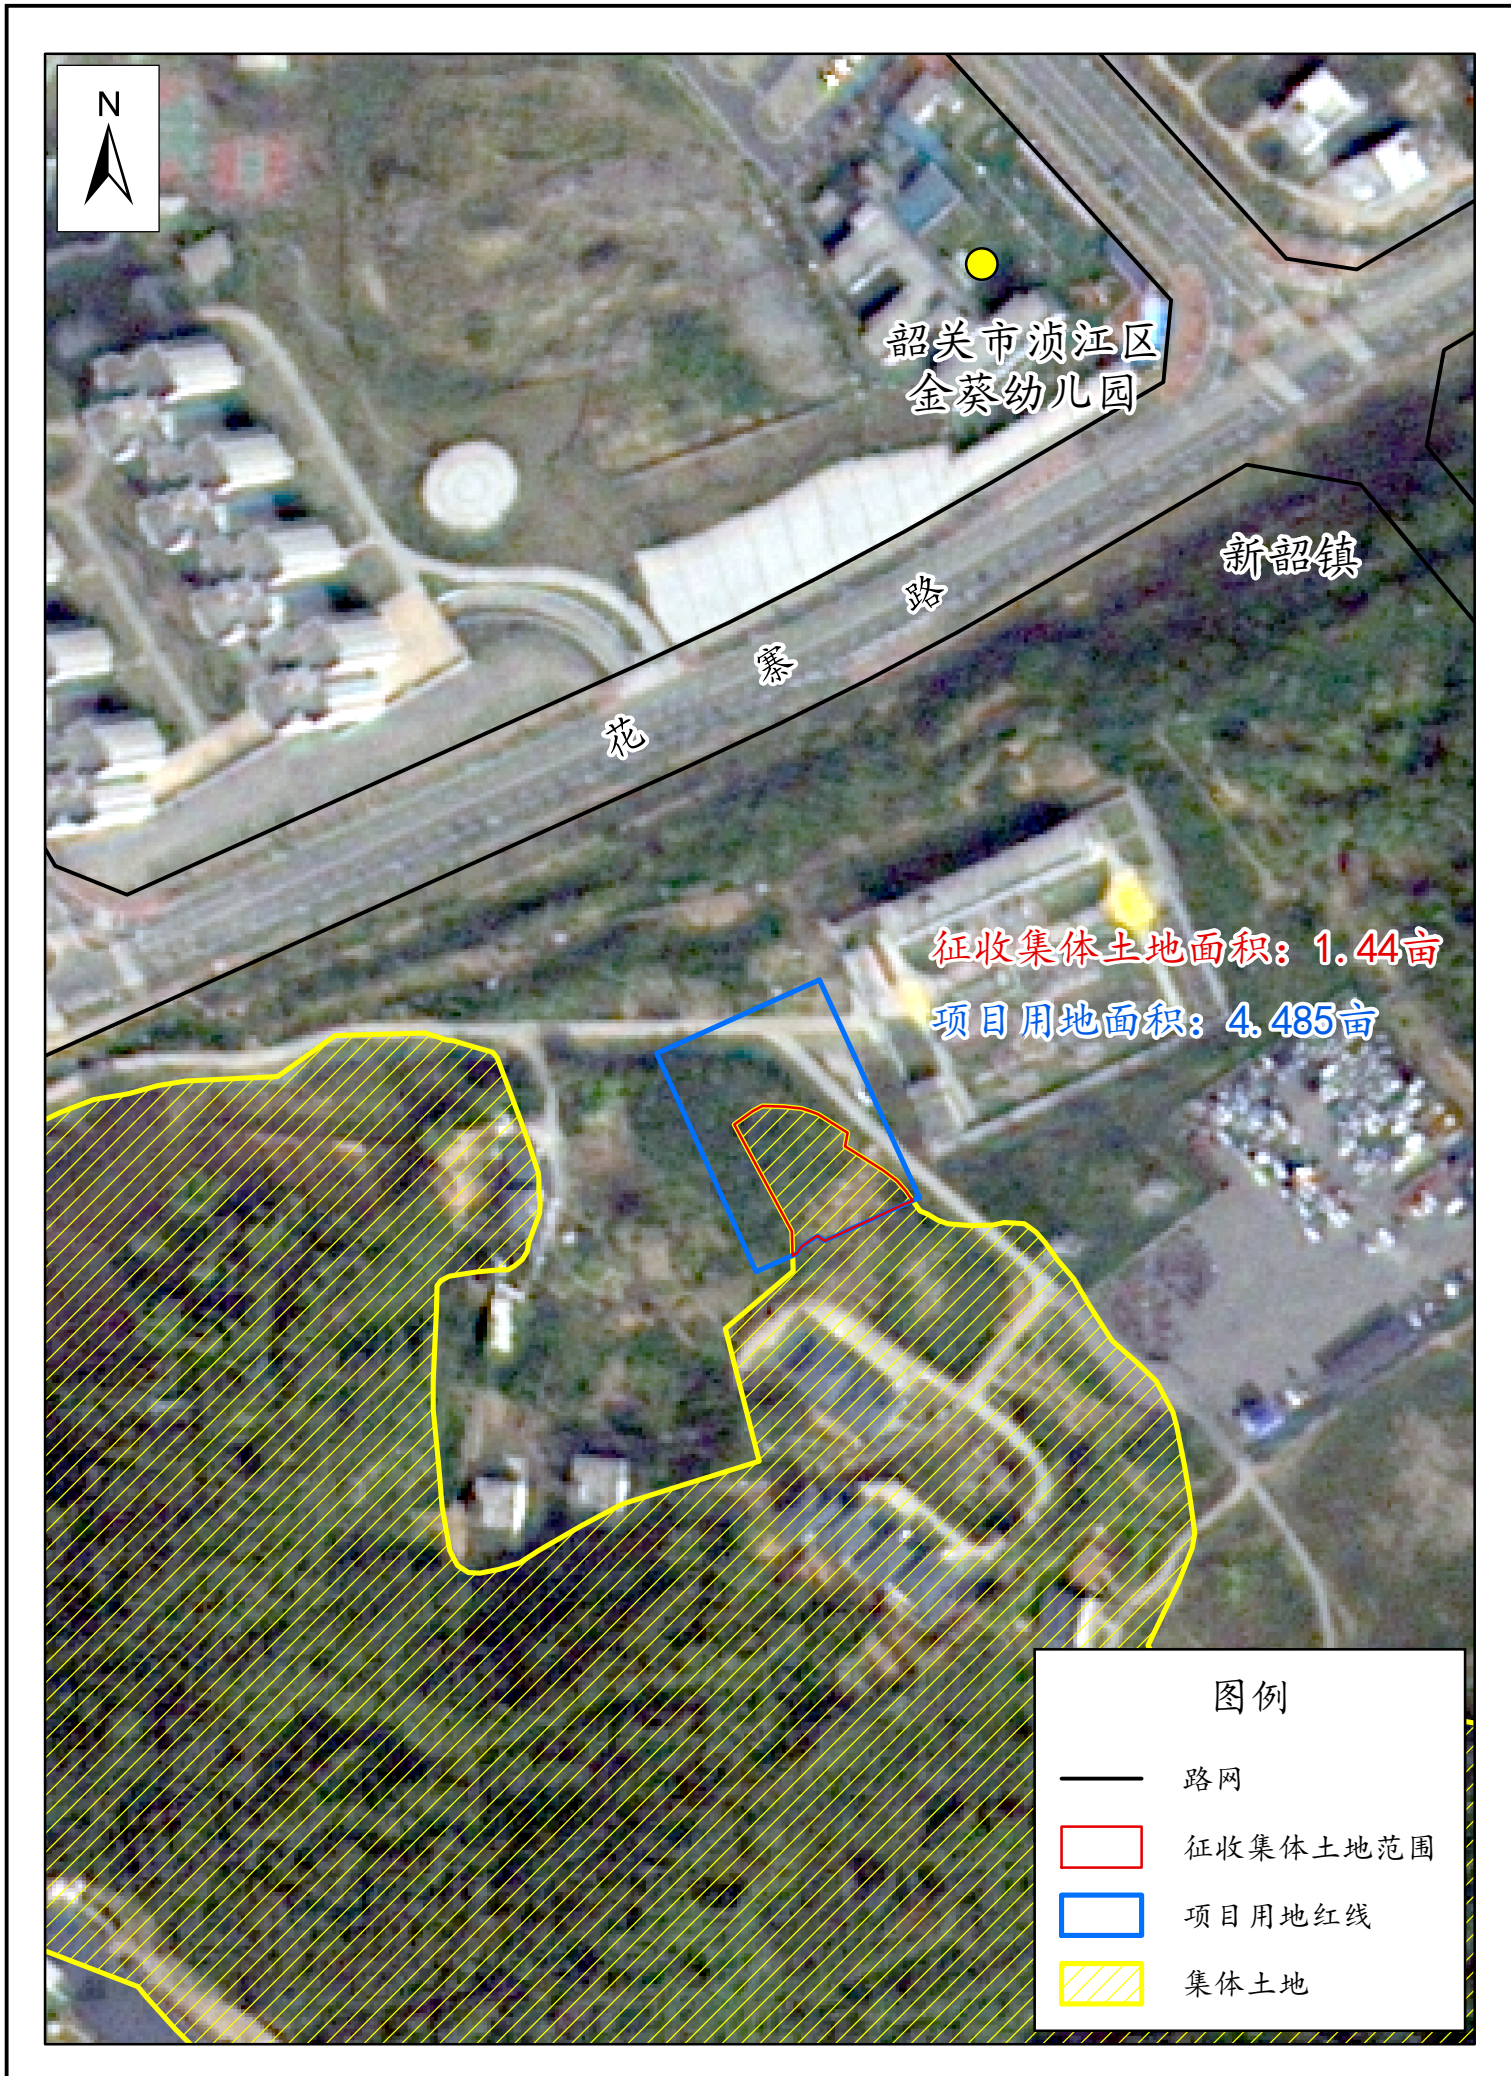 N
韶关市浈江区
金葵幼儿园
新韶镇
花寨路
征收集体土地面积：1.44亩
项目用地面积：4.485亩
图例
路网
征收集体土地范围
项目用地红线
集体土地